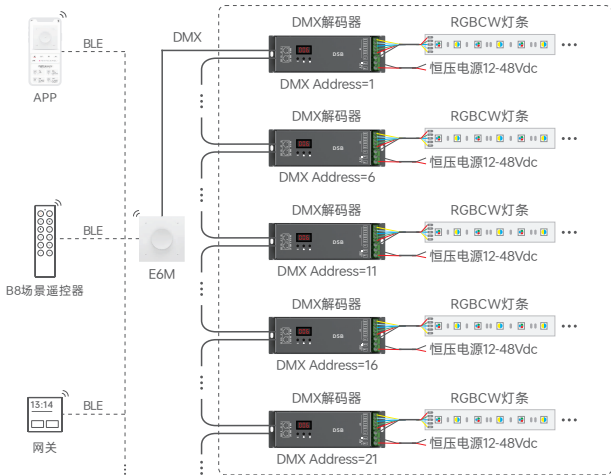 DMX解码器
RGBCW灯条
DMX
BLE
恒压电源12-48Vdc
DSB
APP
DMX Address=1
DMX解码器
RGBCW灯条
DSB
恒压电源12-48Vdc
DMX Address=6
DMX解码器
RGBCW灯条
BLE
DSB
恒压电源12-48Vdc
E6M
DMX Address=11
B8场景遥控器
DMX解码器
RGBCW灯条
DSB
恒压电源12-48Vdc
DMX Address=16
13:14
BLE
DMX解码器
RGBCW灯条
DSB
恒压电源12-48Vdc
网关
DMX Address=21